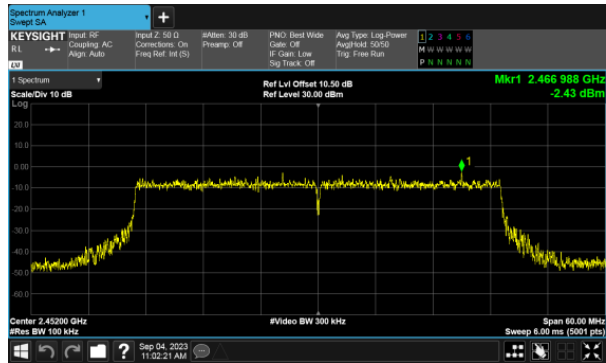 Spectrum Analyzer 1
Swept SA
+
KEYSIGHT Input: RF Input Z: 50 Ω #Atten: 30 dB PNO: Best Wide Avg Type: Log-Power 1 2 3 4 5 6
RL Coupling: AC Corrections: On Preamp: Off Gate: Off Avg|Hold: 50/50 M W W W W W
Align: Auto Freq Ref: Int (S) IF Gain: Low Trig: Free Run
LXI Sig Track: Off P N N N N N
1 Spectrum Ref Lvl Offset 10.50 dB Mkr1 2.466 988 GHz
Scale/Div 10 dB Ref Level 30.00 dBm -2.43 dBm
Log
20.0
10.0
0.00
1
-10.0
-20.0
-30.0
-40.0
-50.0
-60.0
Center 2.45200 GHz #Video BW 300 kHz Span 60.00 MHz
#Res BW 100 kHz Sweep 6.00 ms (5001 pts)
? Sep 04, 2023
11:02:21 AM